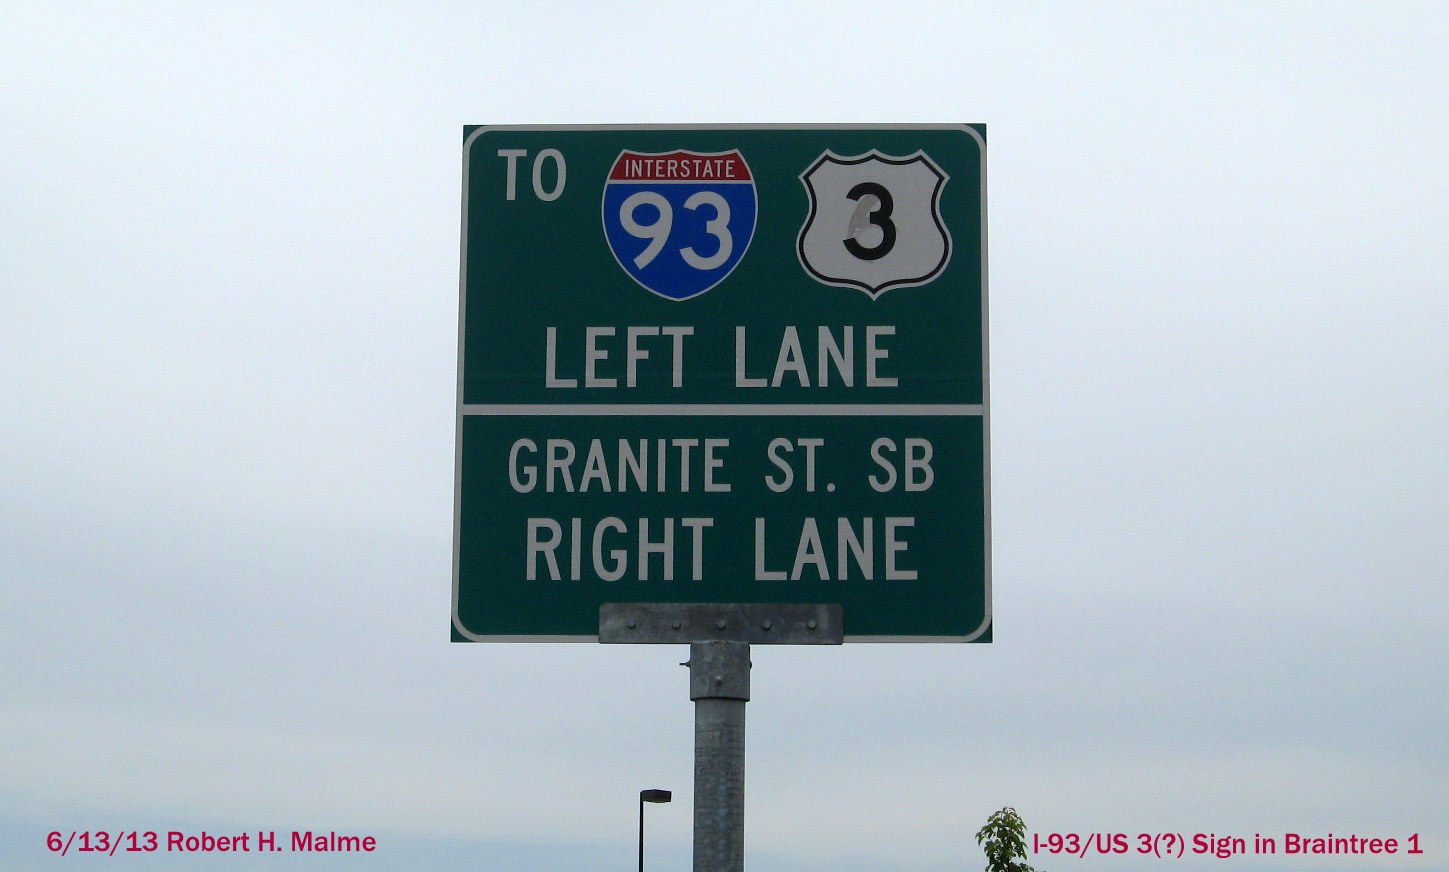 TO INTERSTATE 93 3
LEFT LANE
GRANITE ST. SB
RIGHT LANE
6/13/13 Robert H. Malme
I-93/US 3(?) Sign in Braintree 1